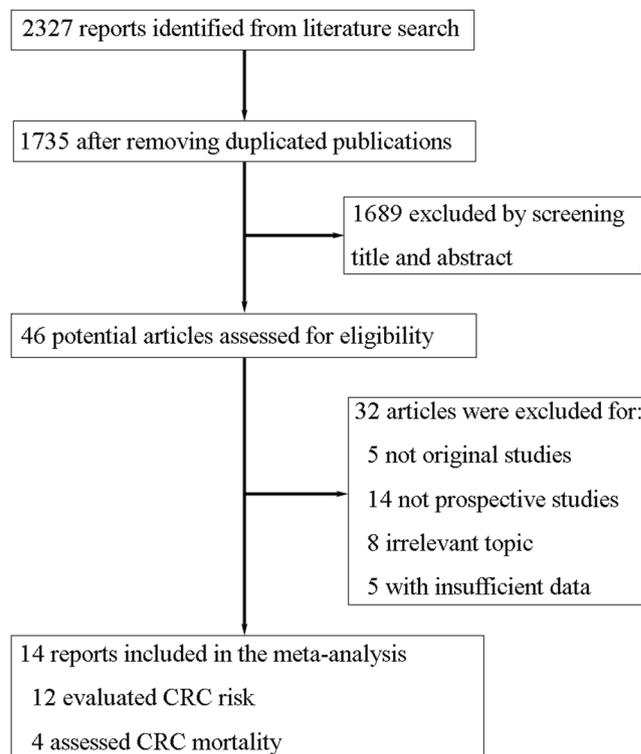 2327 reports identified from literature search
1735 after removing duplicated publications
1689 excluded by screening
title and abstract
46 potential articles assessed for eligibility
32 articles were excluded for:
5 not original studies
14 not prospective studies
8 irrelevant topic
5 with insufficient data
14 reports included in the meta-analysis
12 evaluated CRC risk
4 assessed CRC mortality